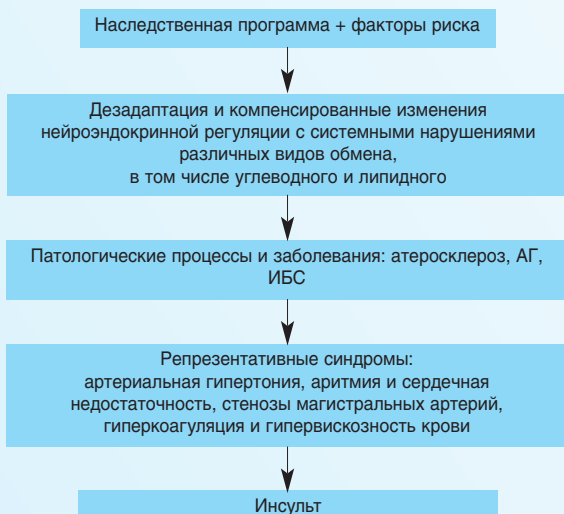 Наследственная программа + факторы риска
Дезадаптация и компенсированные изменения
нейроэндокринной регуляции с системными нарушениями
различных видов обмена,
в том числе углеводного и липидного
Патологические процессы и заболевания: атеросклероз, АГ,
ИБС
Репрезентативные синдромы:
артериальная гипертония, аритмия и сердечная
недостаточность, стенозы магистральных артерий,
гиперкоагуляция и гипервискозность крови
Инсульт